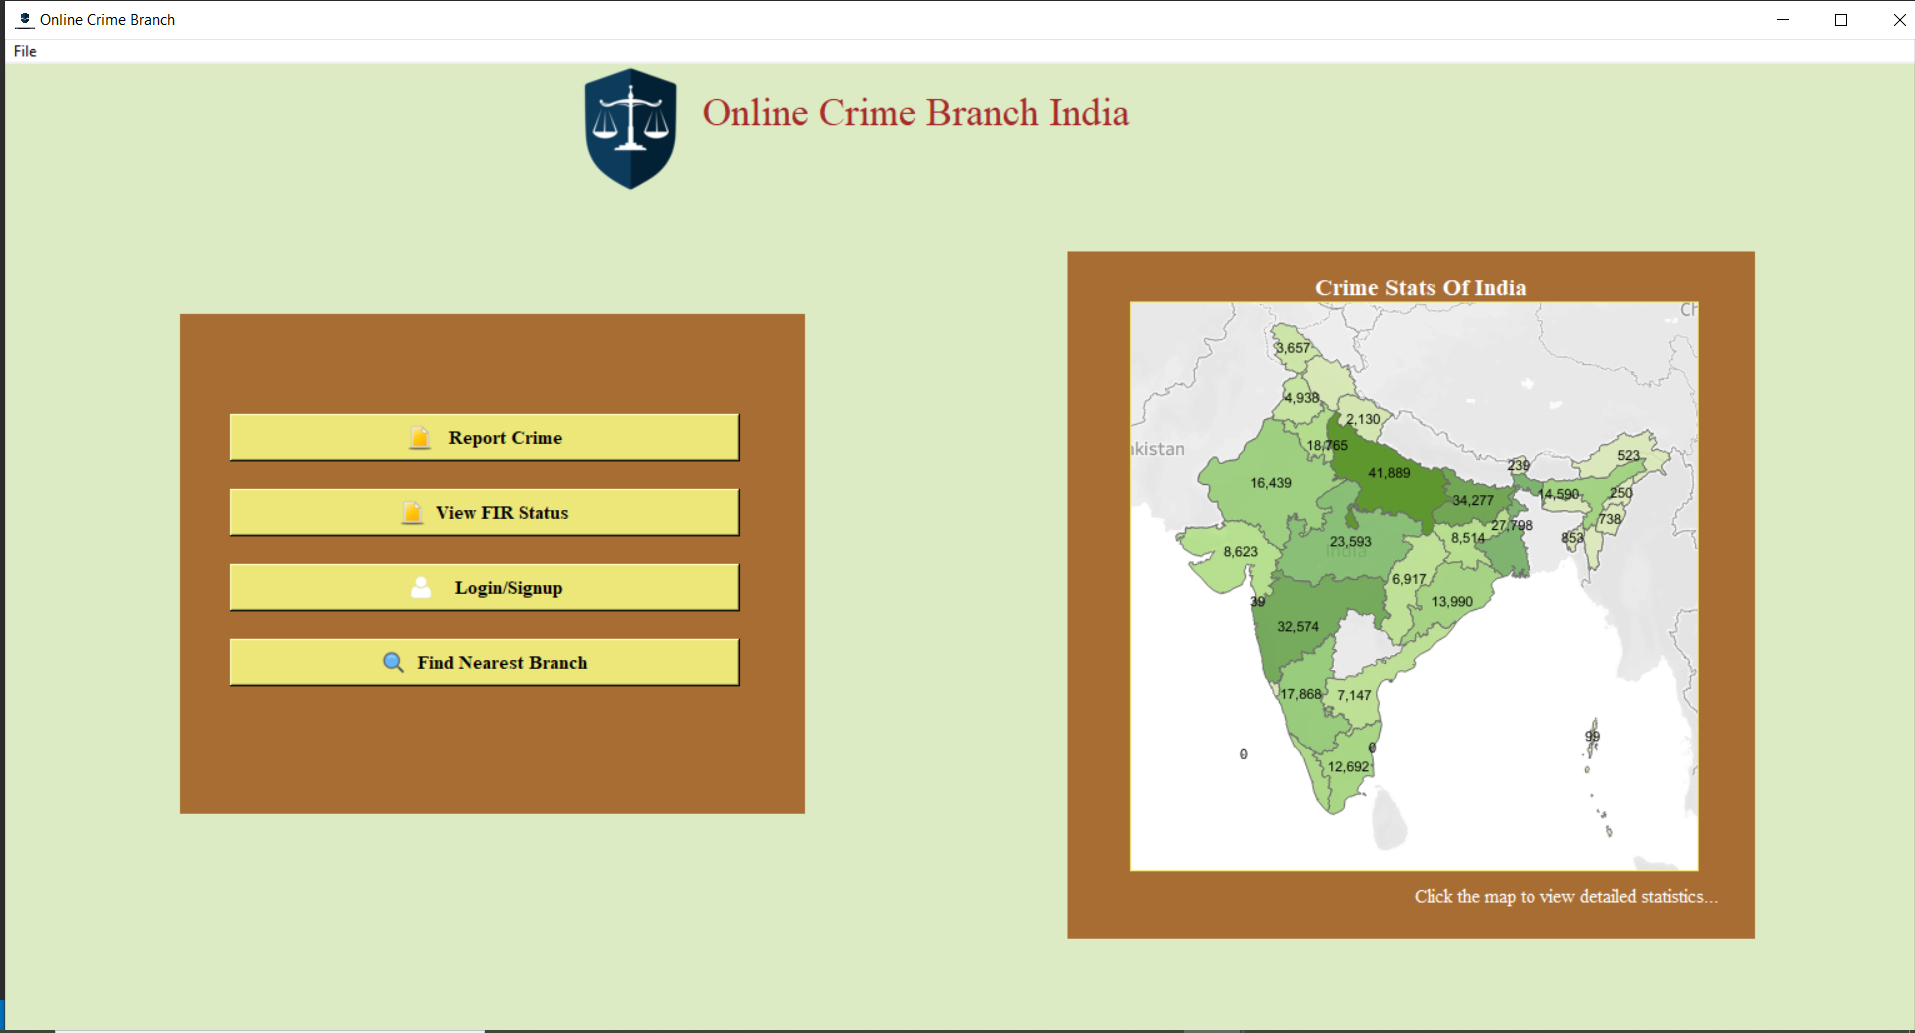 Online Crime Branch
File
Online Crime Branch India
Report Crime
View FIR Status
Login/Signup
Find Nearest Branch
Crime Stats Of India
Ch
3,657
4,938
2,130
18,765
kistan
41,889
239
523
16,439
34,277
14,590
250
27,798
738
8,623
23,593
India
8,514
853
6,917
39
13,990
32,574
17,868
7,147
99
0
0
12,692
Click the map to view detailed statistics...